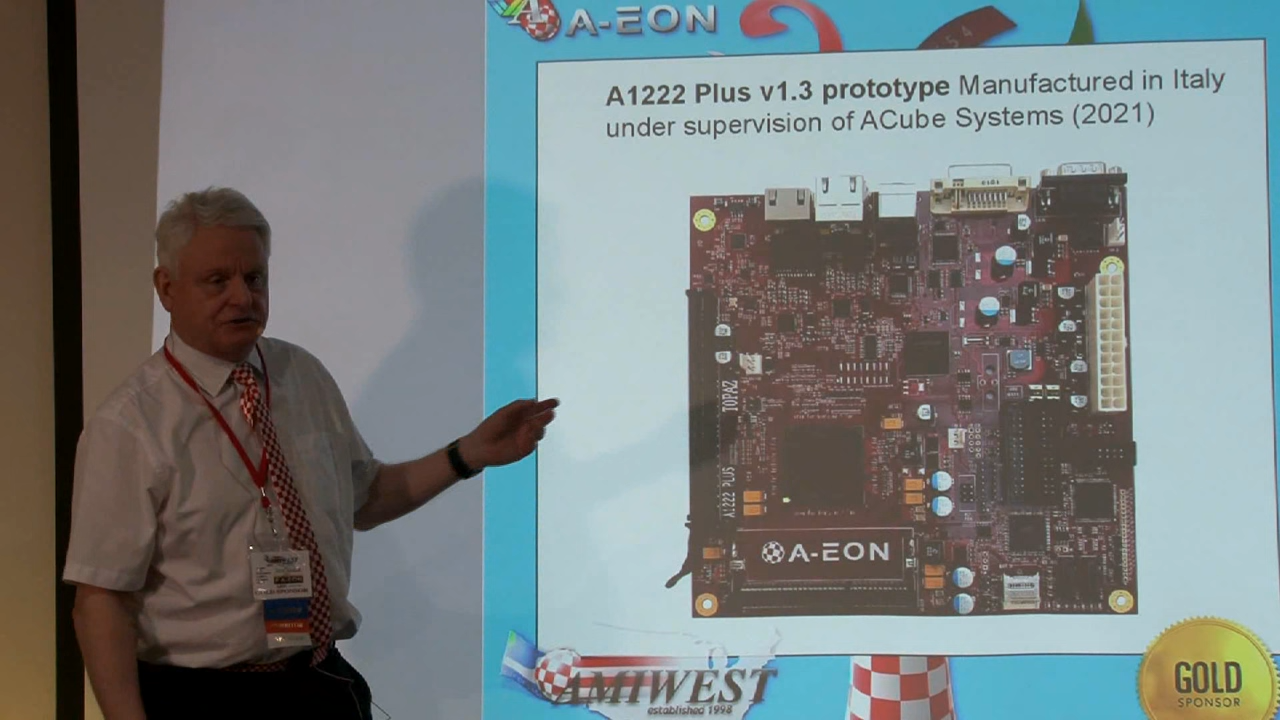 A-EON
A1222 Plus v1.3 prototype Manufactured in Italy
under supervision of ACube Systems (2021)
TOPAZ
A1222 PLUS
A-EON
AMIWEST
established 1998
GOLD
SPONSOR